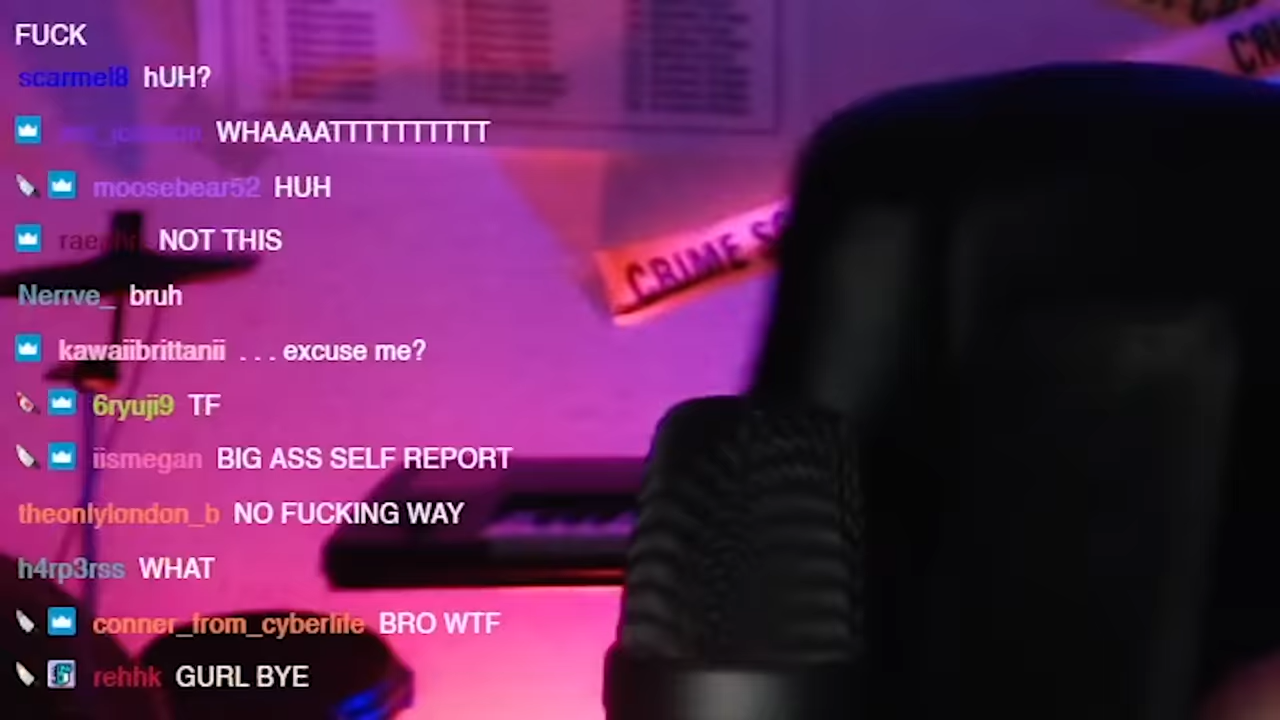 FUCK
scarmel8 hUH?
WHAAAATTTTTTTTTT
moosebear52 HUH
NOT THIS
Nerrve_ bruh
kawaiibrittanii . . . excuse me?
6ryuji9 TF
iismegan BIG ASS SELF REPORT
theonlylondon_b NO FUCKING WAY
h4rp3rss WHAT
conner_from_cyberlife BRO WTF
rehhk GURL BYE
CRIME